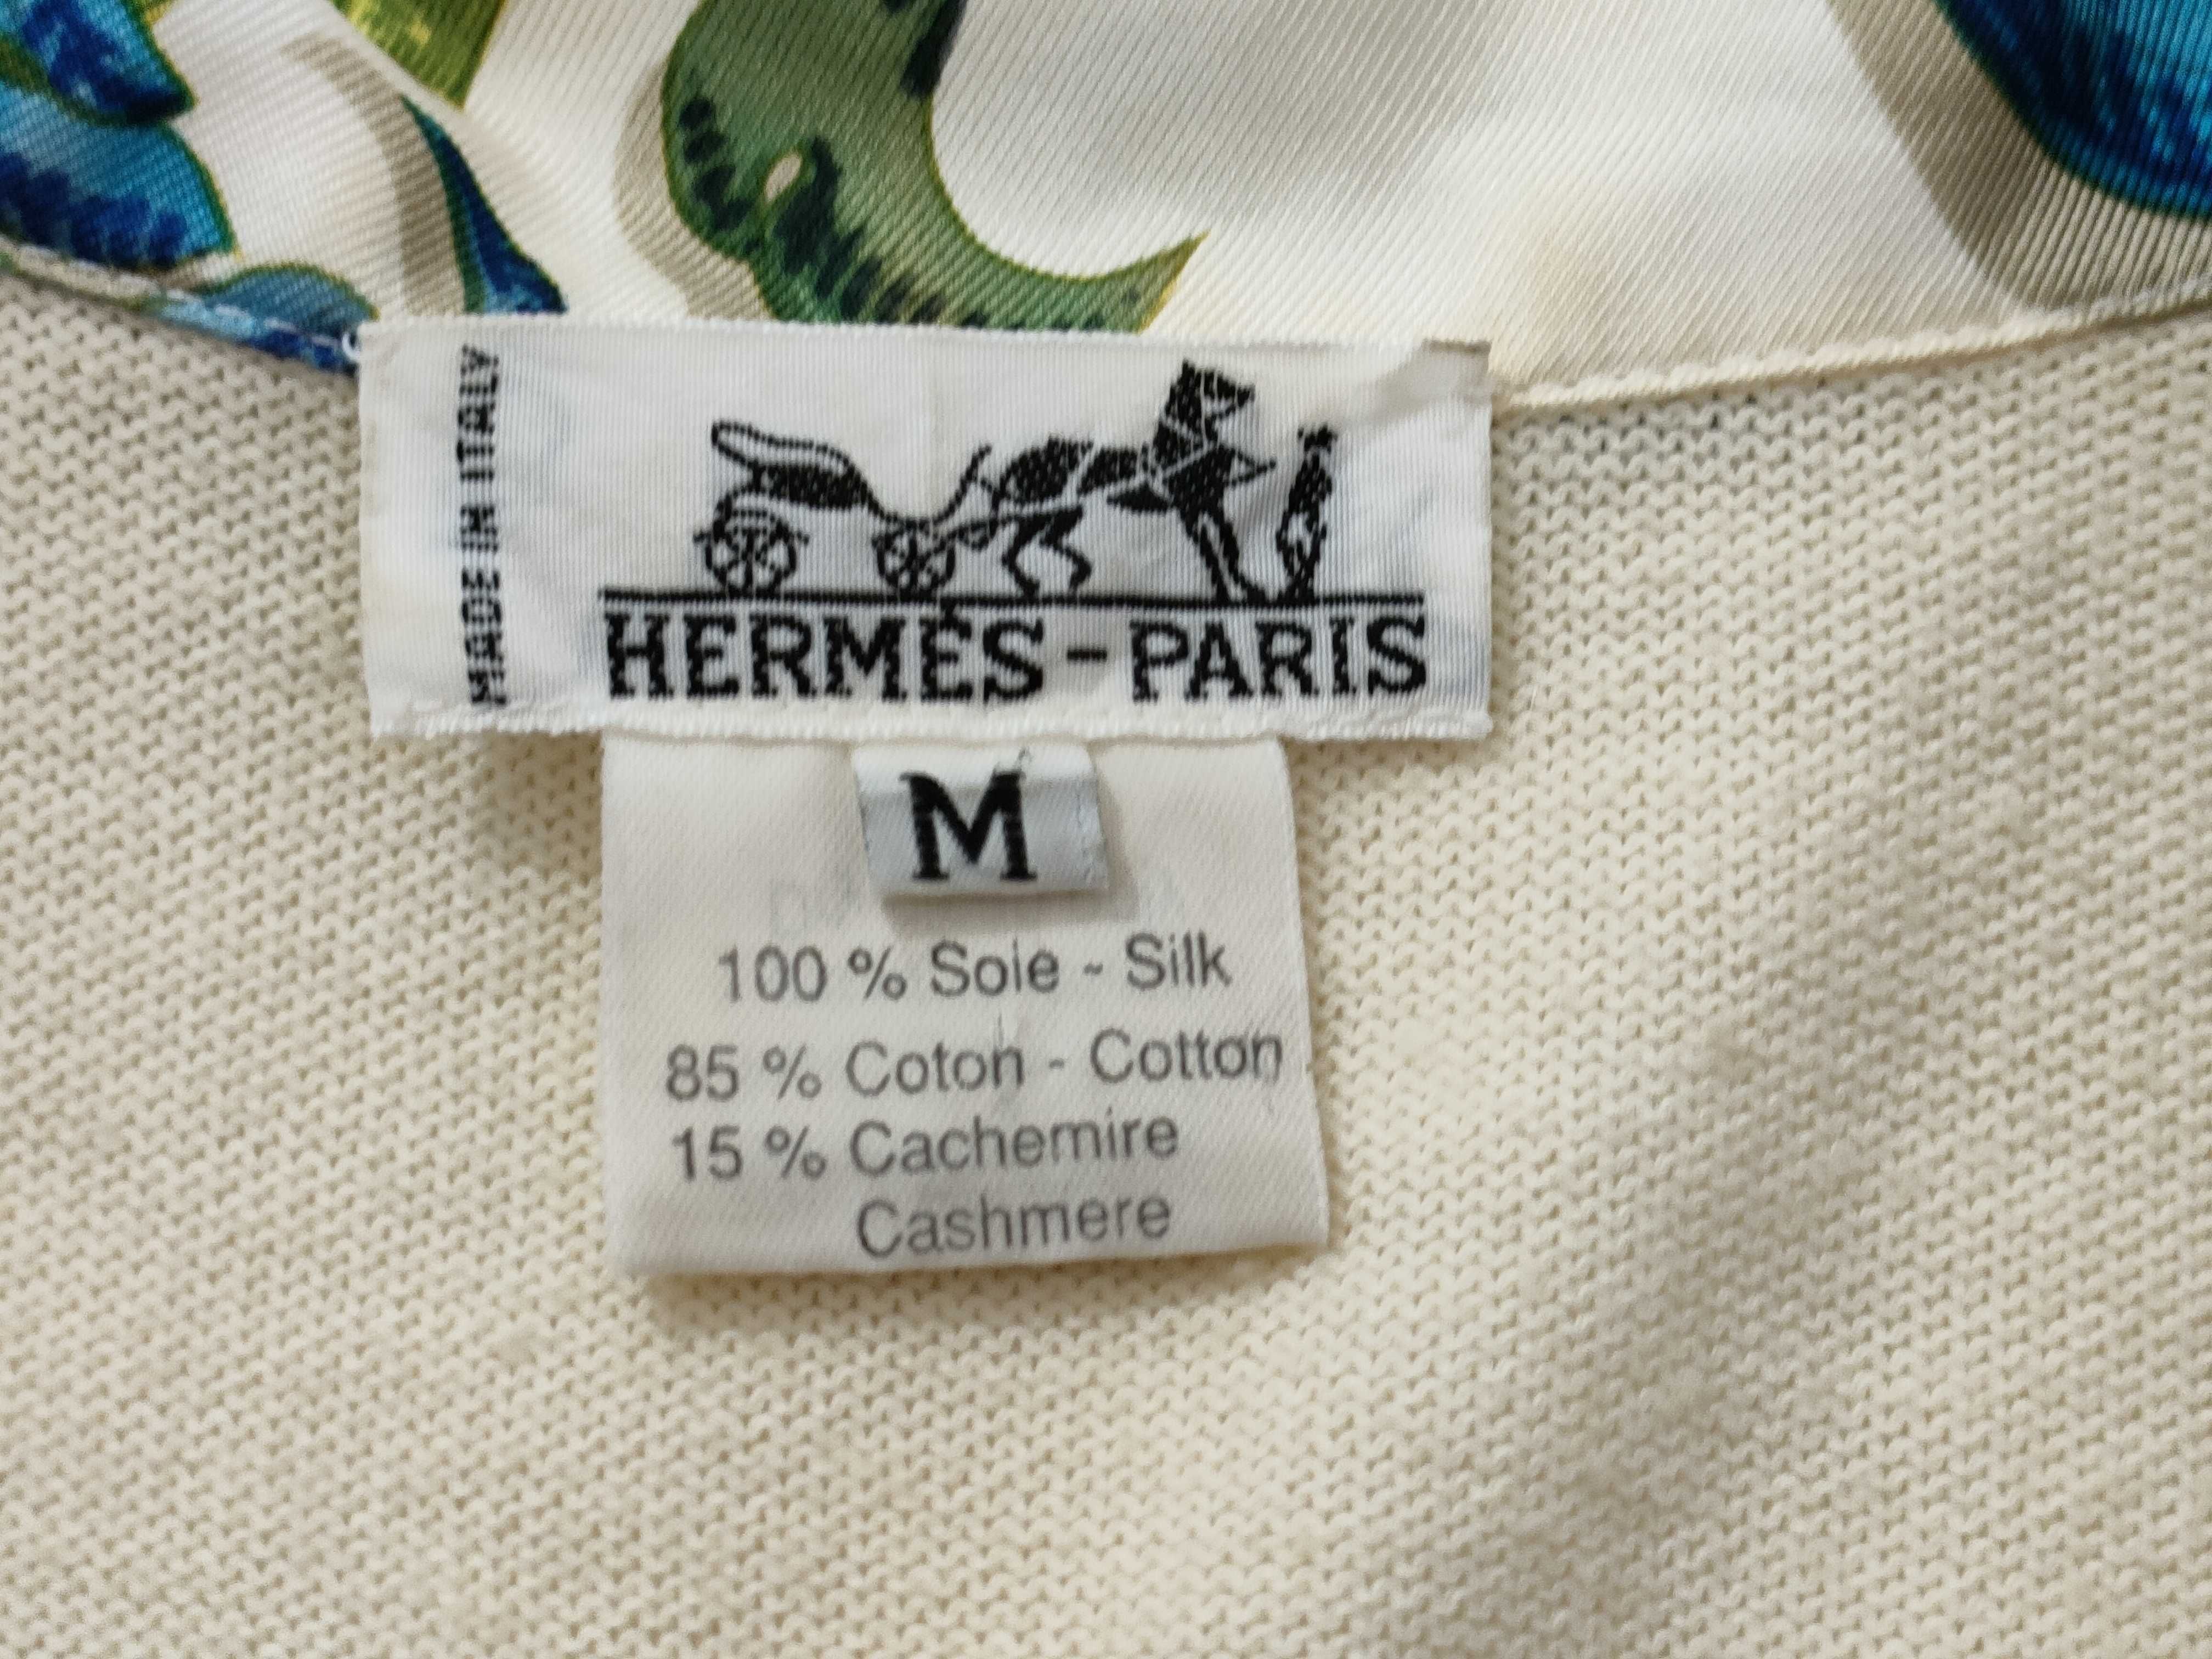 MADE IN ITALY
HERMÈS-PARIS
M
100 % Soie - Silk
85 % Coton - Cotton
15 % Cachemire
Cashmere